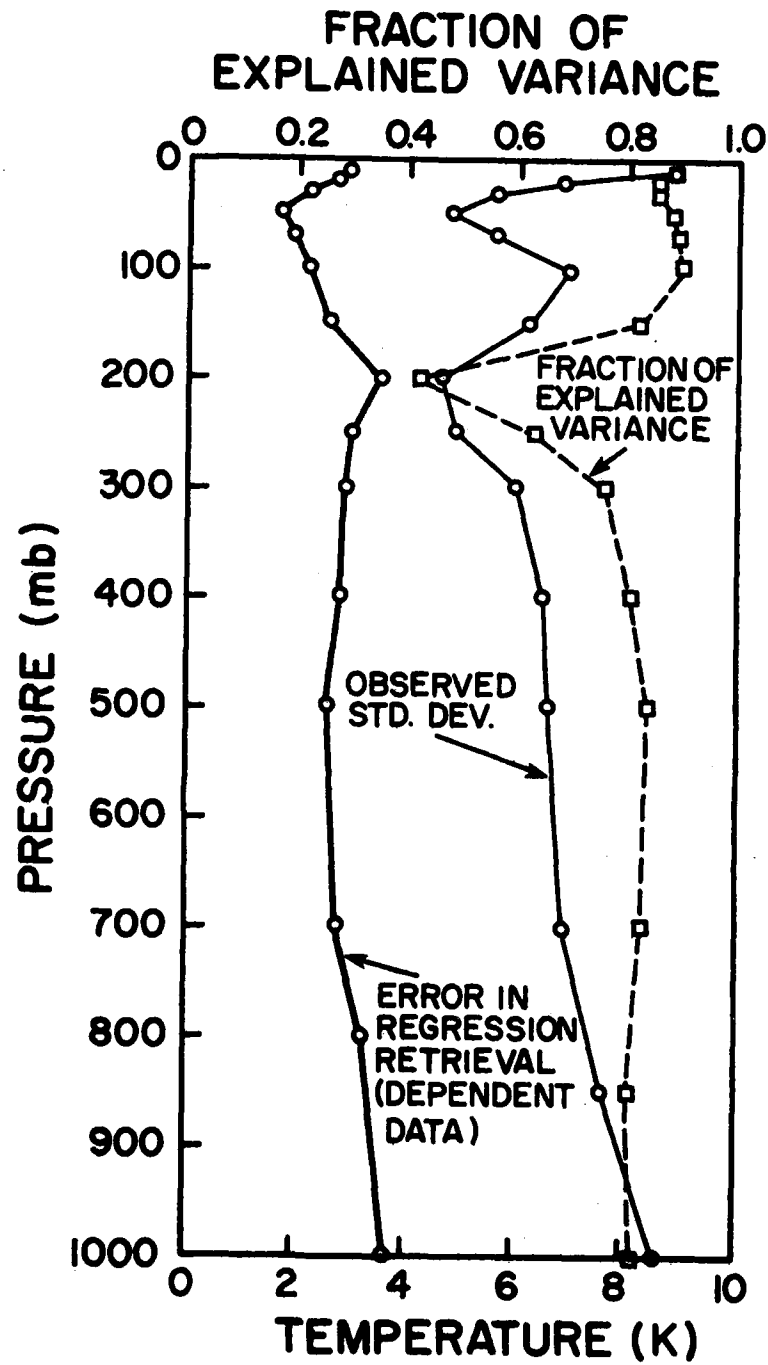 FRACTION OF
EXPLAINED VARIANCE
0 0.2 0.4 0.6 0.8 1.0
0
100
200
FRACTION OF
EXPLAINED
VARIANCE
300
PRESSURE (mb)
400
OBSERVED
STD. DEV.
500
600
700
ERROR IN
REGRESSION
RETRIEVAL
(DEPENDENT
DATA)
800
900
1000
0 2 4 6 8 10
TEMPERATURE (K)